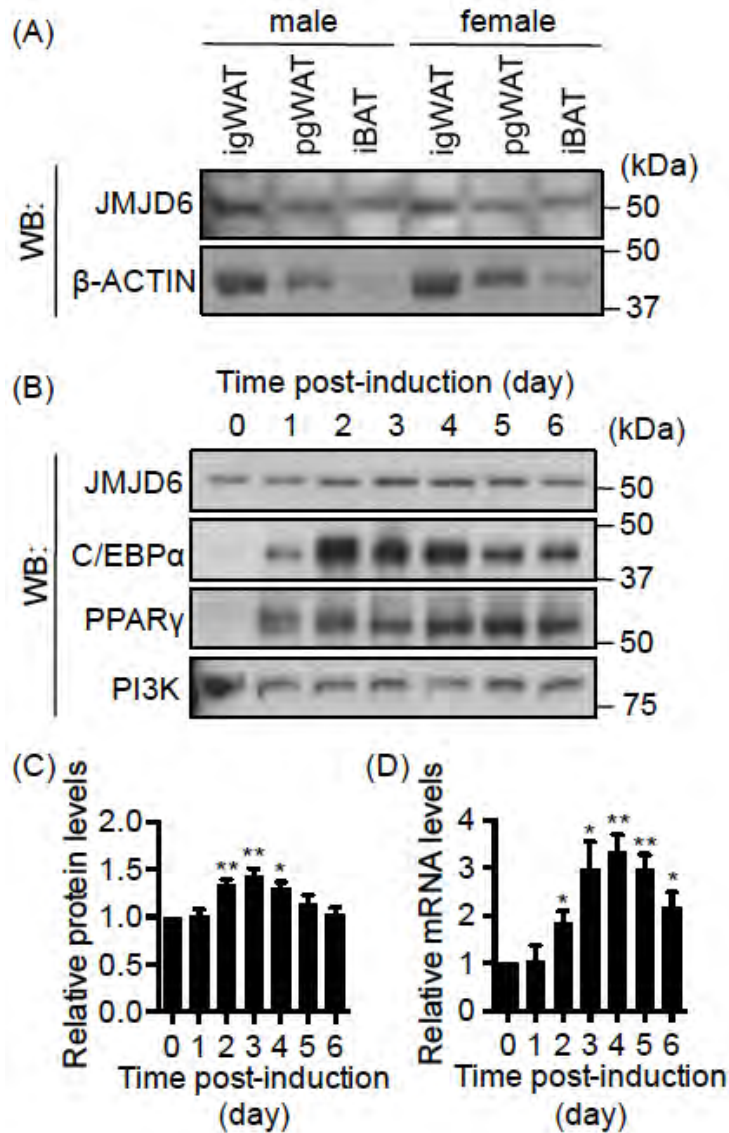 (A)
male female
igWAT pgWAT iBAT igWAT pgWAT iBAT
(kDa)
WB:
JMJD6 50
50
β-ACTIN
37
(B)
Time post-induction (day)
0 1 2 3 4 5 6 (kDa)
WB:
JMJD6 50
50
C/EBPα
37
PPARγ
50
PI3K
75
(C)
Relative protein levels
2.0
1.5
1.0
0.5
0.0
** ** *
0 1 2 3 4 5 6
Time post-induction
(day)
(D)
Relative mRNA levels
4
3
2
1
0
* * ** ** *
0 1 2 3 4 5 6
Time post-induction
(day)